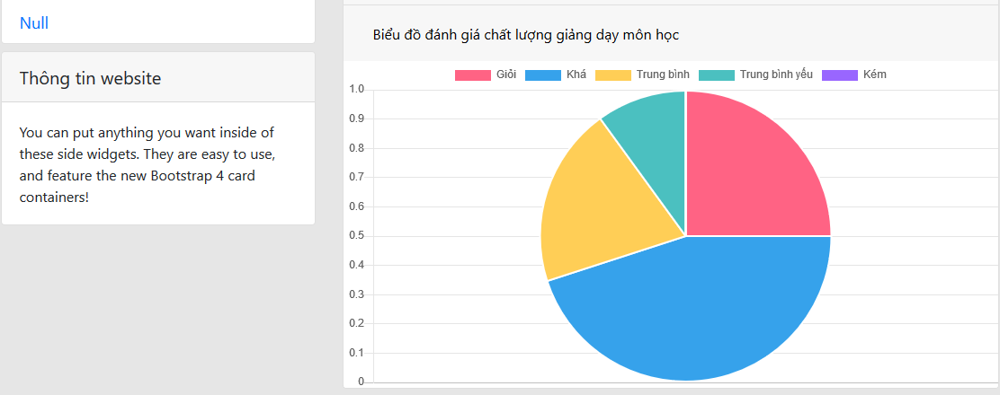 Null
Thông tin website
You can put anything you want inside of
these side widgets. They are easy to use,
and feature the new Bootstrap 4 card
containers!
Biểu đồ đánh giá chất lượng giảng dạy môn học
Giỏi Khá Trung bình Trung bình yếu Kém
1.0
0.9
0.8
0.7
0.6
0.5
0.4
0.3
0.2
0.1
0